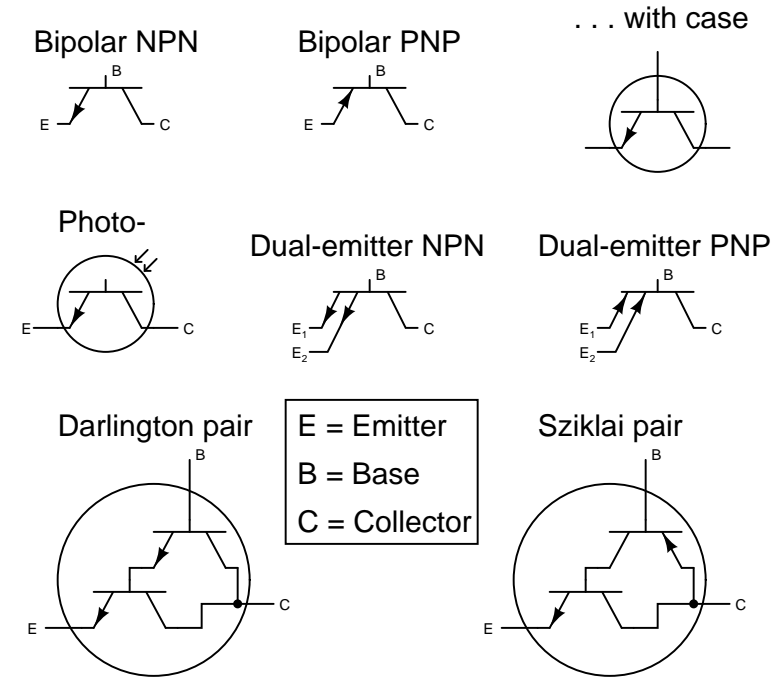 Bipolar NPN
B
E
C
Bipolar PNP
B
E
C
. . . with case
Photo-
E
C
Dual-emitter NPN
B
E1
E2
C
Dual-emitter PNP
B
E1
E2
C
Darlington pair
B
E
C
E = Emitter
B = Base
C = Collector
Sziklai pair
B
E
C